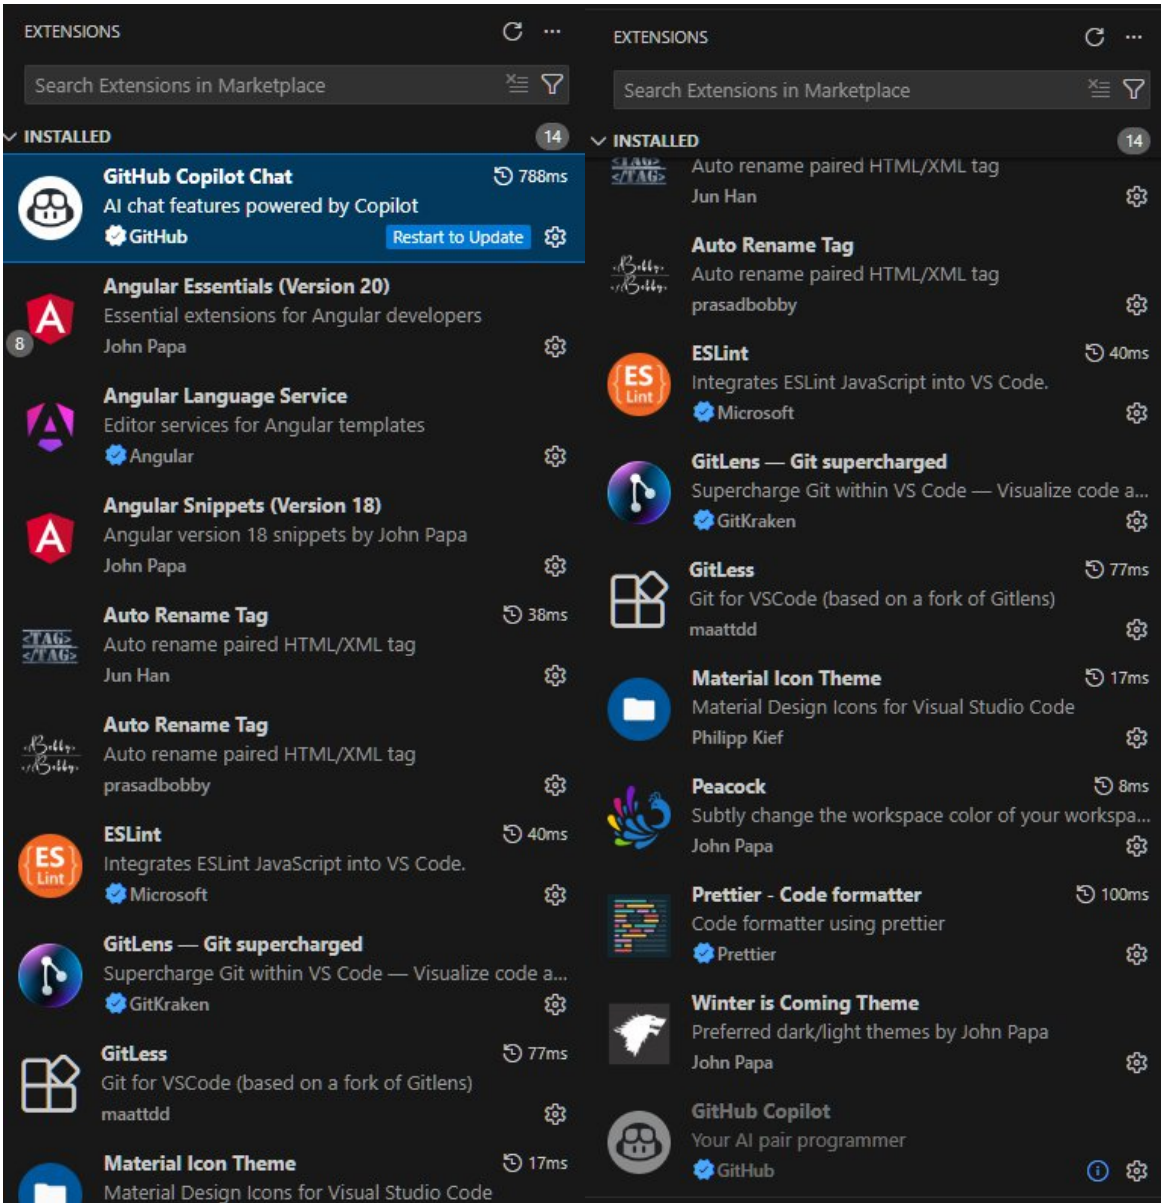 EXTENSIONS
Search Extensions in Marketplace
INSTALLED 14
GitHub Copilot Chat 788ms
AI chat features powered by Copilot
GitHub Restart to Update
Angular Essentials (Version 20)
Essential extensions for Angular developers
8
John Papa
Angular Language Service
Editor services for Angular templates
Angular
Angular Snippets (Version 18)
Angular version 18 snippets by John Papa
John Papa
<TAG>
</TAG>
Auto Rename Tag 38ms
Auto rename paired HTML/XML tag
Jun Han
Auto Rename Tag
Auto rename paired HTML/XML tag
prasadbobby
ES
Lint
ESLint 40ms
Integrates ESLint JavaScript into VS Code.
Microsoft
GitLens — Git supercharged
Supercharge Git within VS Code — Visualize code a...
GitKraken
GitLess 77ms
Git for VSCode (based on a fork of Gitlens)
maattdd
Material Icon Theme 17ms
Material Design Icons for Visual Studio Code
EXTENSIONS
Search Extensions in Marketplace
INSTALLED 14
</TAG>
Auto rename paired HTML/XML tag
Jun Han
Auto Rename Tag
Auto rename paired HTML/XML tag
prasadbobby
ES
Lint
ESLint 40ms
Integrates ESLint JavaScript into VS Code.
Microsoft
GitLens — Git supercharged
Supercharge Git within VS Code — Visualize code a...
GitKraken
GitLess 77ms
Git for VSCode (based on a fork of Gitlens)
maattdd
Material Icon Theme 17ms
Material Design Icons for Visual Studio Code
Philipp Kief
Peacock 8ms
Subtly change the workspace color of your workspa...
John Papa
Prettier - Code formatter 100ms
Code formatter using prettier
Prettier
Winter is Coming Theme
Preferred dark/light themes by John Papa
John Papa
GitHub Copilot
Your AI pair programmer
GitHub